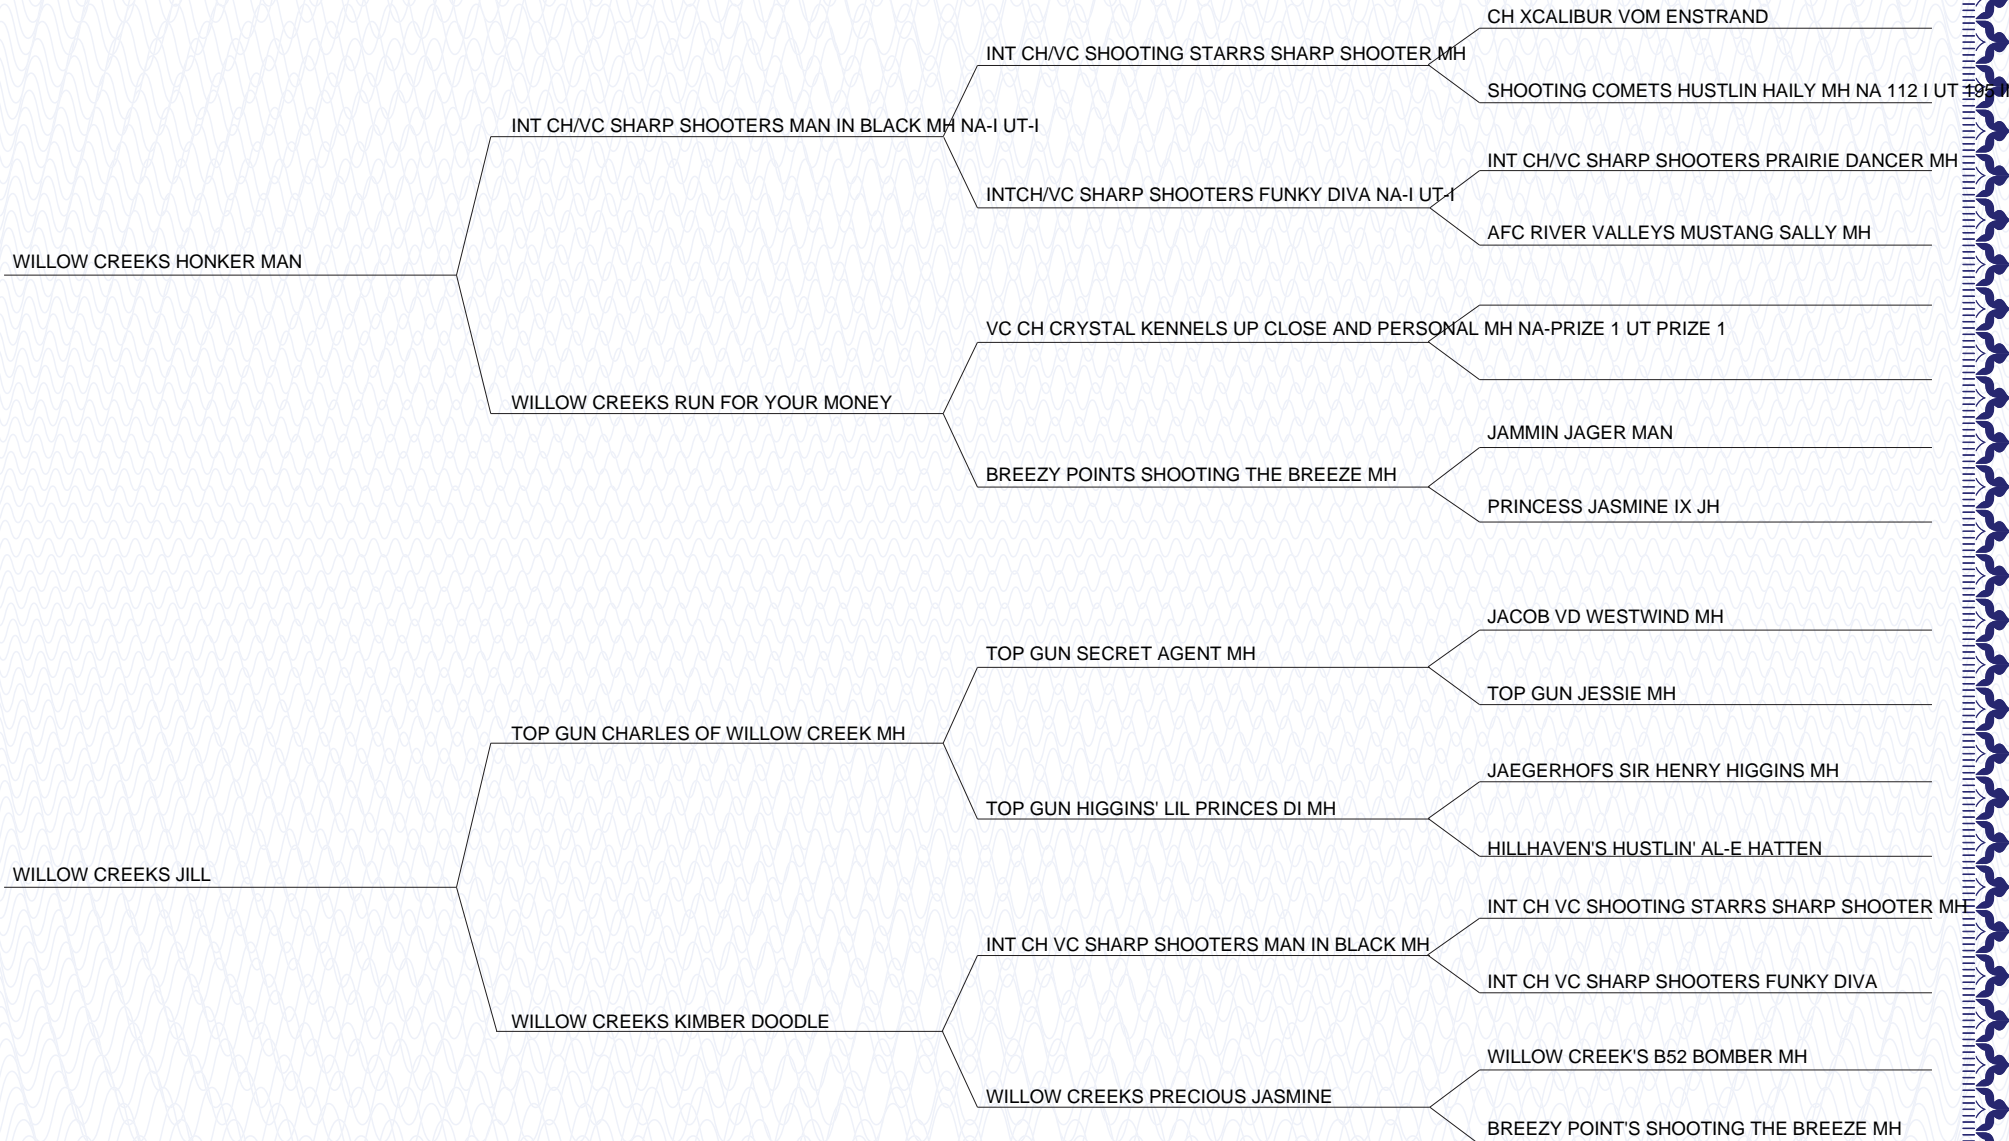 CH XCALIBUR VOM ENSTRAND
INT CH/VC SHOOTING STARRS SHARP SHOOTER MH
SHOOTING COMETS HUSTLIN HAILY MH NA 112 I UT 195
INT CH/VC SHARP SHOOTERS MAN IN BLACK MH NA-I UT-I
INT CH/VC SHARP SHOOTERS PRAIRIE DANCER MH
INTCH/VC SHARP SHOOTERS FUNKY DIVA NA-I UT-I
AFC RIVER VALLEYS MUSTANG SALLY MH
WILLOW CREEKS HONKER MAN
VC CH CRYSTAL KENNELS UP CLOSE AND PERSONAL MH NA-PRIZE 1 UT PRIZE 1
WILLOW CREEKS RUN FOR YOUR MONEY
JAMMIN JAGER MAN
BREEZY POINTS SHOOTING THE BREEZE MH
PRINCESS JASMINE IX JH
JACOB VD WESTWIND MH
TOP GUN SECRET AGENT MH
TOP GUN JESSIE MH
TOP GUN CHARLES OF WILLOW CREEK MH
JAEGERHOFS SIR HENRY HIGGINS MH
TOP GUN HIGGINS' LIL PRINCES DI MH
HILLHAVEN'S HUSTLIN' AL-E HATTEN
WILLOW CREEKS JILL
INT CH VC SHOOTING STARRS SHARP SHOOTER MH
INT CH VC SHARP SHOOTERS MAN IN BLACK MH
INT CH VC SHARP SHOOTERS FUNKY DIVA
WILLOW CREEKS KIMBER DOODLE
WILLOW CREEK'S B52 BOMBER MH
WILLOW CREEKS PRECIOUS JASMINE
BREEZY POINT'S SHOOTING THE BREEZE MH